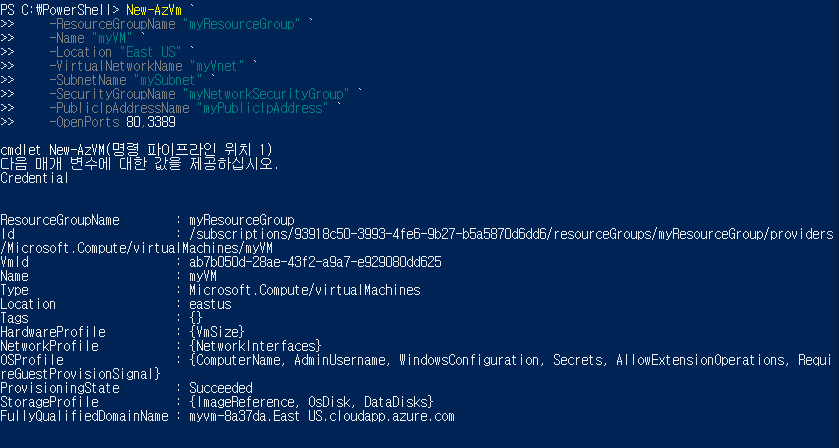 PS C:\PowerShell> New-AzVm `
>>     -ResourceGroupName "myResourceGroup" `
>>     -Name "myVM" `
>>     -Location "East US" `
>>     -VirtualNetworkName "myVnet" `
>>     -SubnetName "mySubnet" `
>>     -SecurityGroupName "myNetworkSecurityGroup" `
>>     -PublicIpAddressName "myPublicIpAddress" `
>>     -OpenPorts 80,3389
cmdlet New-AzVM(명령 파이프라인 위치 1)
다음 매개 변수에 대한 값을 제공하십시오.
Credential
ResourceGroupName        : myResourceGroup
Id                       : /subscriptions/93918c50-3993-4fe6-9b27-b5a5870d6dd6/resourceGroups/myResourceGroup/providers
/Microsoft.Compute/virtualMachines/myVM
VmId                     : ab7b050d-28ae-43f2-a9a7-e929080dd625
Name                     : myVM
Type                     : Microsoft.Compute/virtualMachines
Location                 : eastus
Tags                     : {}
HardwareProfile          : {VmSize}
NetworkProfile           : {NetworkInterfaces}
OSProfile                : {ComputerName, AdminUsername, WindowsConfiguration, Secrets, AllowExtensionOperations, Requi
reGuestProvisionSignal}
ProvisioningState        : Succeeded
StorageProfile           : {ImageReference, OsDisk, DataDisks}
FullyQualifiedDomainName : myvm-8a37da.East US.cloudapp.azure.com